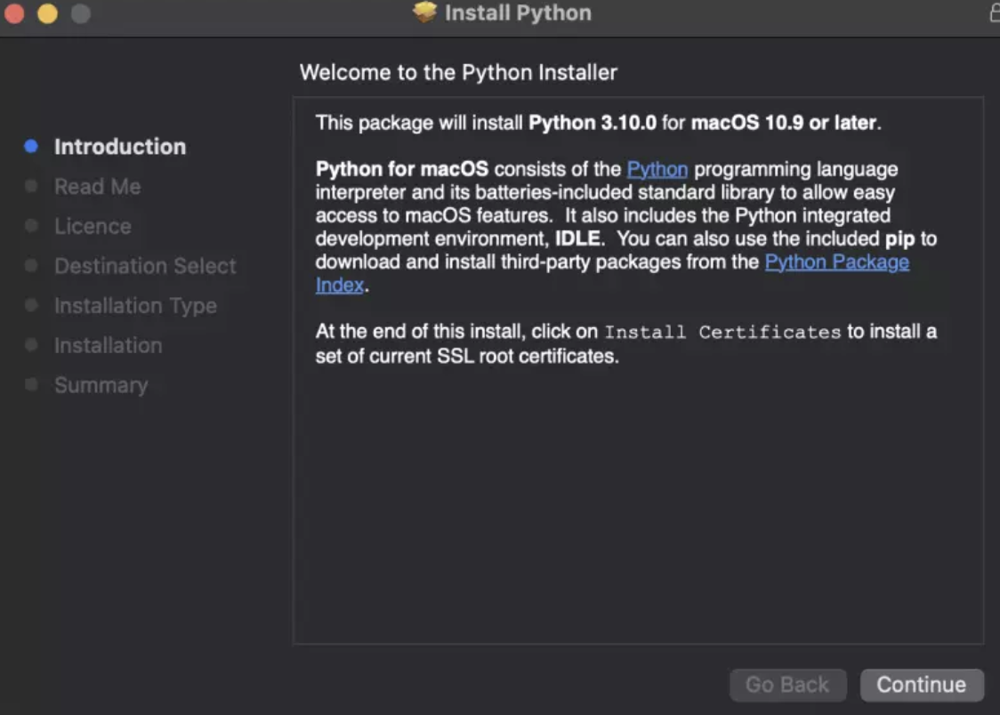 Install Python
Welcome to the Python Installer
Introduction
Read Me
Licence
Destination Select
Installation Type
Installation
Summary
This package will install Python 3.10.0 for macOS 10.9 or later.
Python for macOS consists of the Python programming language
interpreter and its batteries-included standard library to allow easy
access to macOS features.  It also includes the Python integrated
development environment, IDLE.  You can also use the included pip to
download and install third-party packages from the Python Package
Index.
At the end of this install, click on Install Certificates to install a
set of current SSL root certificates.
Go Back
Continue